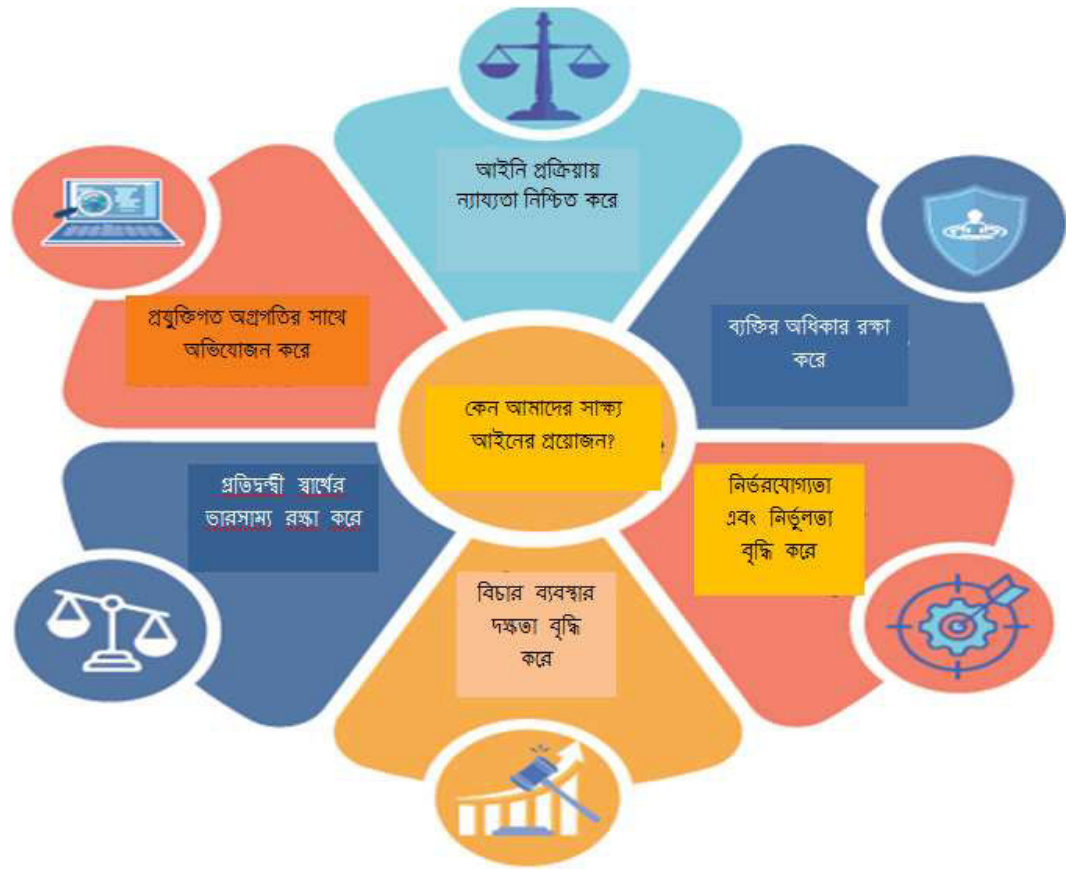 আইনি প্রক্রিয়ায়
ন্যায্যতা নিশ্চিত করে
প্রযুক্তিগত অগ্রগতির সাথে
অভিযোজন করে
ব্যক্তির অধিকার রক্ষা
করে
কেন আমাদের সাক্ষ্য
আইনের প্রয়োজন?
প্রতিদ্বন্দ্বী স্বার্থের
ভারসাম্য রক্ষা করে
নির্ভরযোগ্যতা
এবং নির্ভুলতা
বৃদ্ধি করে
বিচার ব্যবস্থার
দক্ষতা বৃদ্ধি
করে